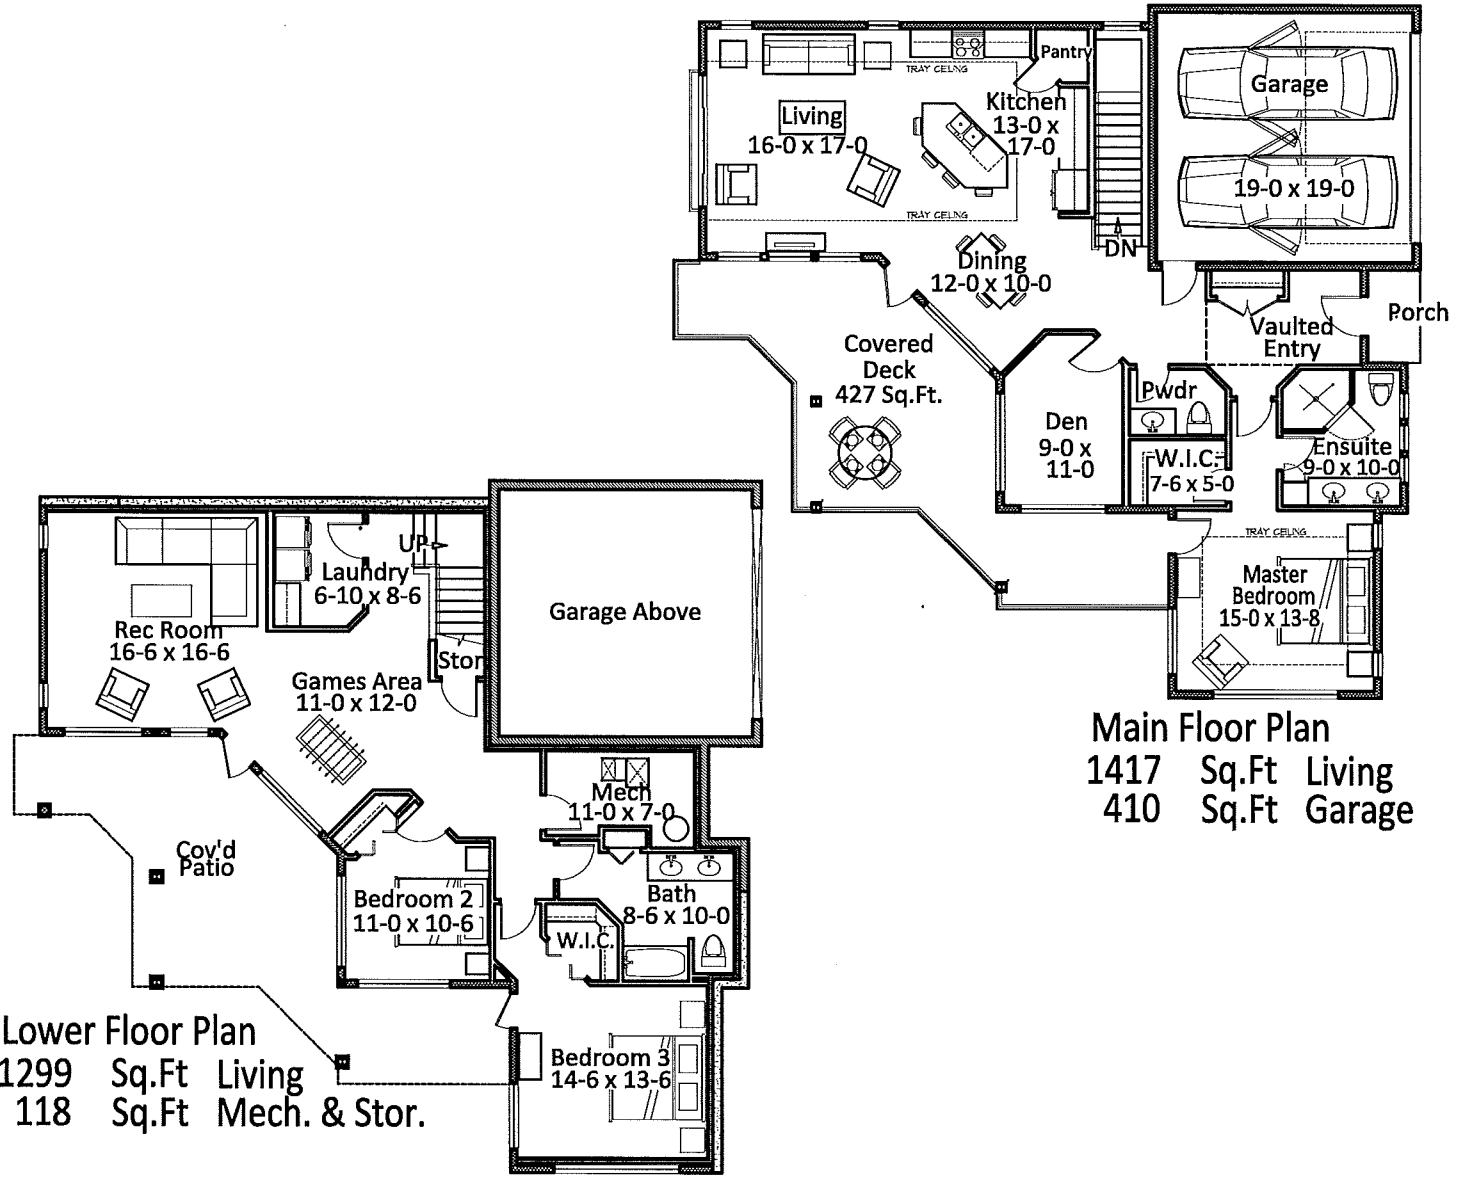 Pantry
Garage
TRAY CEILING
Kitchen
13-0 x
17-0
Living
16-0 x 17-0
19-0 x 19-0
TRAY CEILING
DN
Dining
12-0 x 10-0
Porch
Vaulted
Entry
Covered
Deck
427 Sq.Ft.
Pwdr
Den
9-0 x
11-0
Ensuite
9-0 x 10-0
W.I.C.
7-6 x 5-0
TRAY CEILING
Master
Bedroom
15-0 x 13-8
Main Floor Plan
1417 Sq.Ft Living
410 Sq.Ft Garage
UP
Laundry
6-10 x 8-6
Garage Above
Rec Room
16-6 x 16-6
Stor
Games Area
11-0 x 12-0
Mech
11-0 x 7-0
Cov'd
Patio
Bedroom 2
11-0 x 10-6
Bath
8-6 x 10-0
W.I.C.
Bedroom 3
14-6 x 13-6
Lower Floor Plan
1299 Sq.Ft Living
118 Sq.Ft Mech. & Stor.